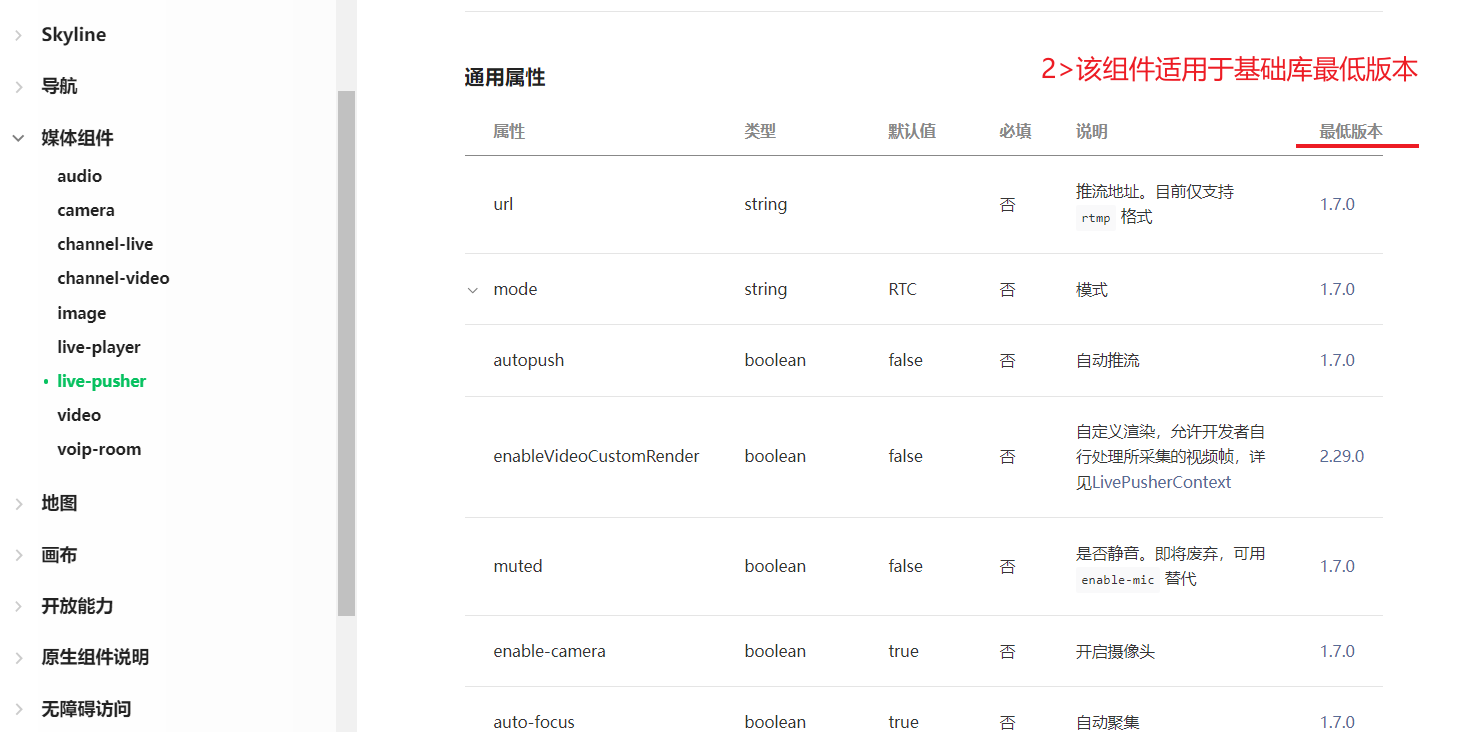 Skyline
导航
媒体组件
audio
camera
channel-live
channel-video
image
live-player
live-pusher
video
voip-room
地图
画布
开放能力
原生组件说明
无障碍访问
2>该组件适用于基础库最低版本
通用属性
属性 类型 默认值 必填 说明 最低版本
url string 否 推流地址。目前仅支持 1.7.0
rtmp 格式
mode string RTC 否 模式 1.7.0
autopush boolean false 否 自动推流 1.7.0
自定义渲染，允许开发者自
enableVideoCustomRender boolean false 否 行处理所采集的视频帧，详 2.29.0
见LivePusherContext
muted boolean false 否 是否静音。即将废弃，可用 1.7.0
enable-mic 替代
enable-camera boolean true 否 开启摄像头 1.7.0
auto-focus boolean true 否 自动聚集 1.7.0